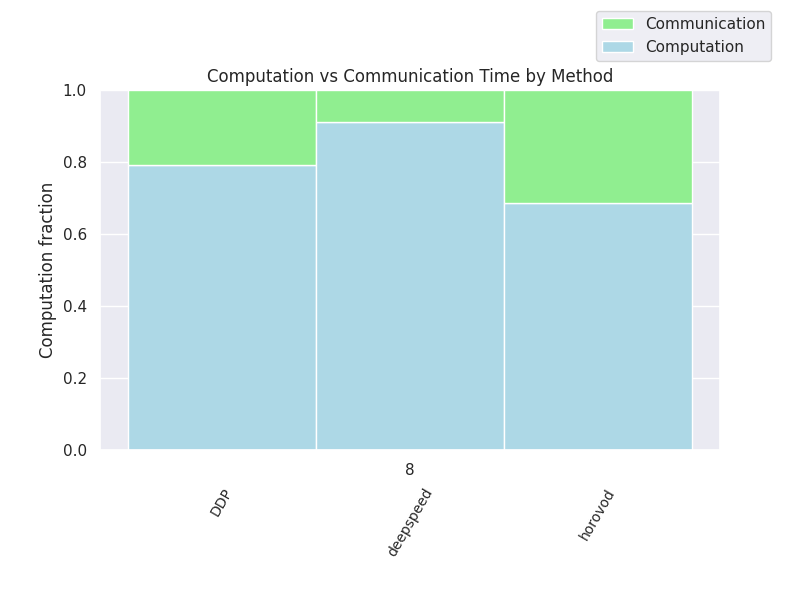 Communication
Computation
Computation vs Communication Time by Method
Computation fraction
1.0
0.8
0.6
0.4
0.2
0.0
8
DDP
deepspeed
horovod